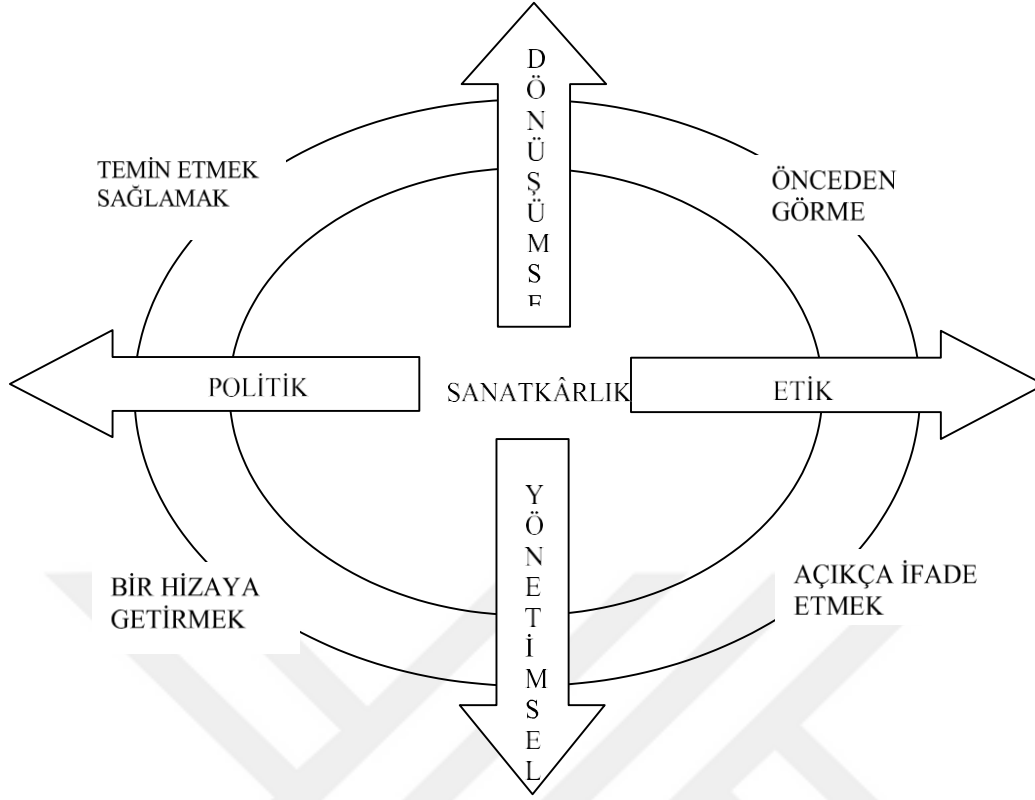 DÖNÜŞÜMSE
TEMİN ETMEK
SAĞLAMAK
ÖNCEDEN
GÖRME
POLİTİK
SANATKÂRLIK
ETİK
YÖNETİMSEL
BİR HİZAYA
GETİRMEK
AÇIKÇA İFADE
ETMEK